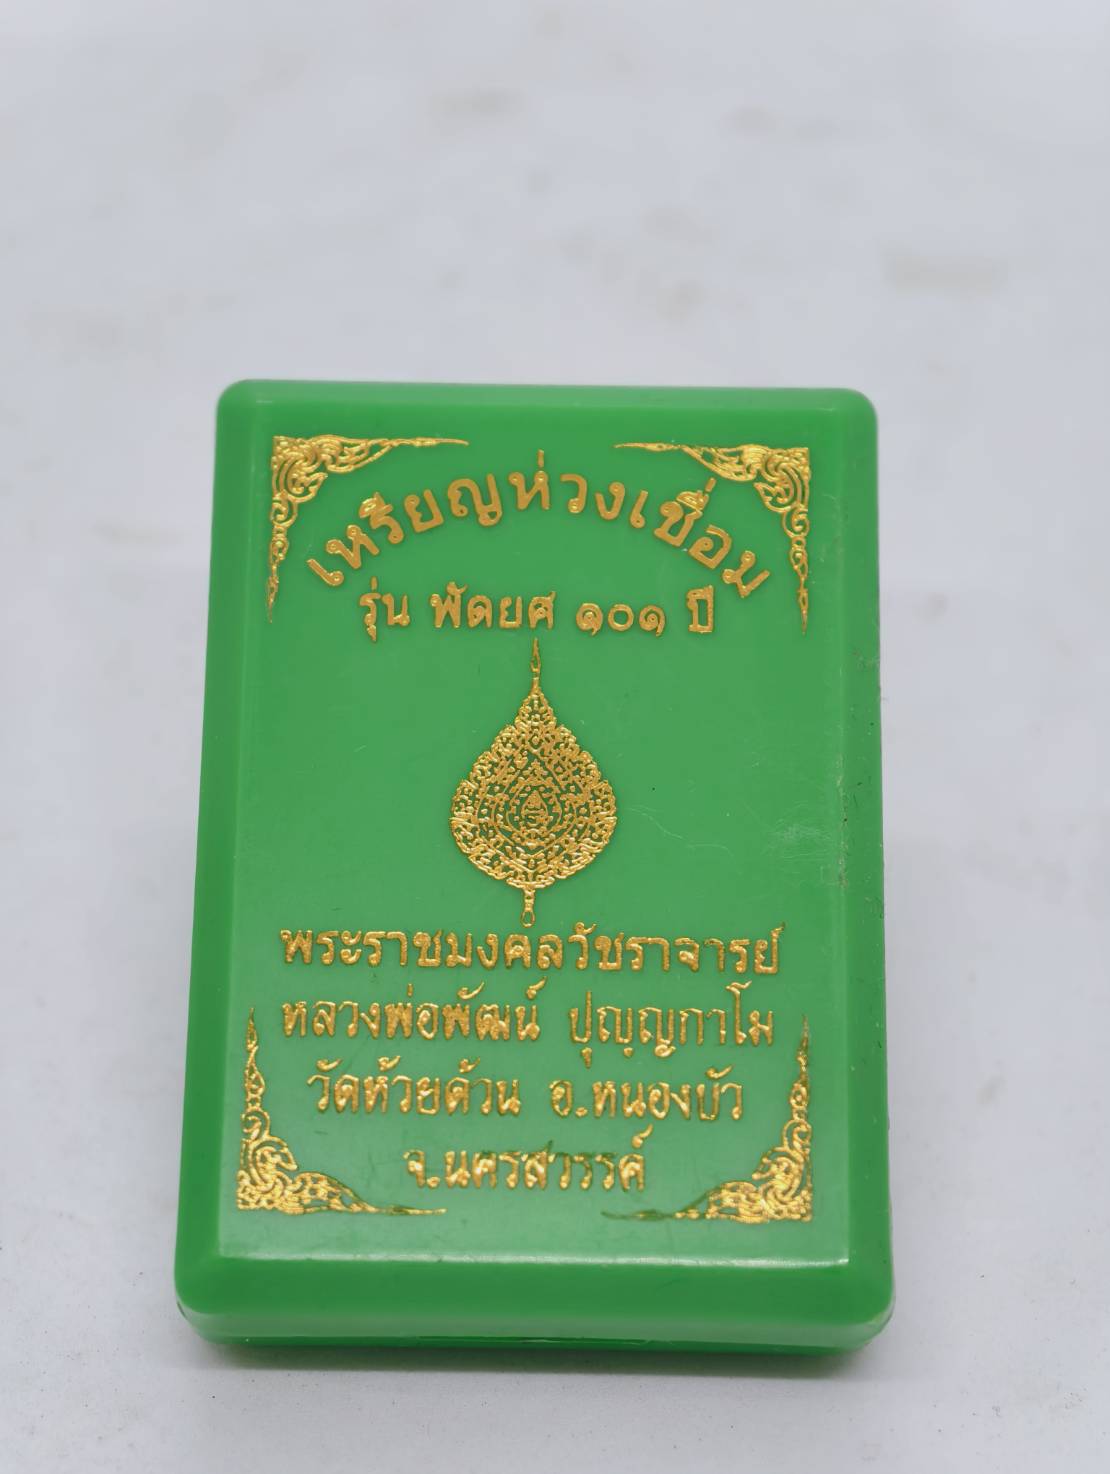 เหรียญห่วงเชื่อม
รุ่น พัดยศ ๑๐๑ ปี
พระราชมงคลวัชราจารย์
หลวงพ่อพัฒน์ ปุญฺญกาโม
วัดห้วยด้วน อ.หนองบัว
จ.นครสวรรค์